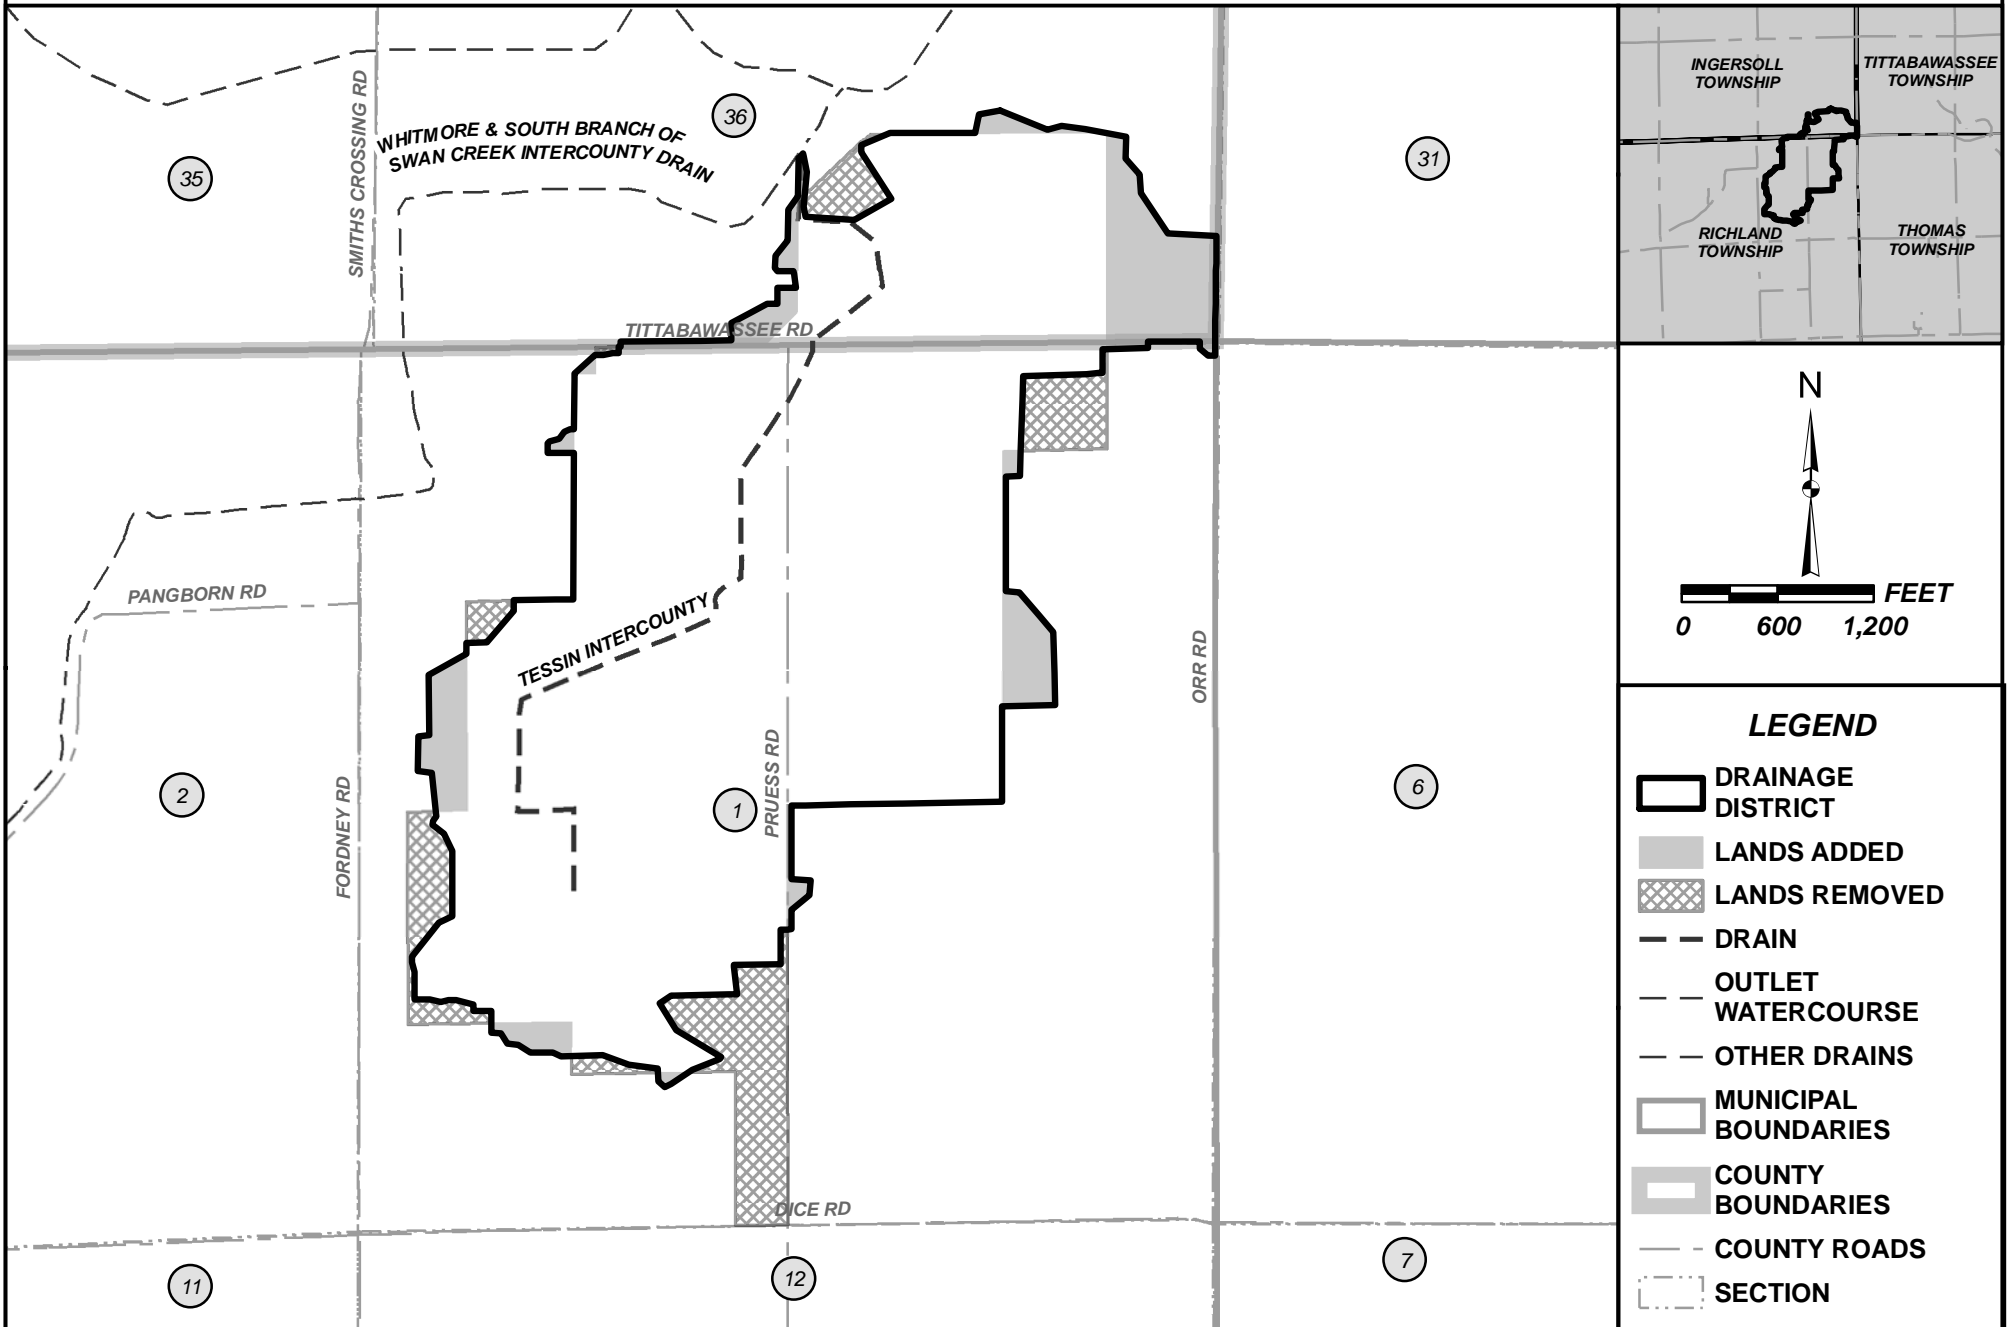 35
SMITHS CROSSING RD
36
WHITMORE & SOUTH BRANCH OF
SWAN CREEK INTERCOUNTY DRAIN
31
TITTABAWASSEE RD
PANGBORN RD
TESSIN INTERCOUNTY
ORR RD
2
FORDNEY RD
1
PRUESS RD
6
DICE RD
11
12
7
INGERSOLL
TOWNSHIP
TITTABAWASSEE
TOWNSHIP
RICHLAND
TOWNSHIP
THOMAS
TOWNSHIP
N
FEET
0 600 1,200
LEGEND
DRAINAGE
DISTRICT
LANDS ADDED
LANDS REMOVED
DRAIN
OUTLET
WATERCOURSE
OTHER DRAINS
MUNICIPAL
BOUNDARIES
COUNTY
BOUNDARIES
COUNTY ROADS
SECTION